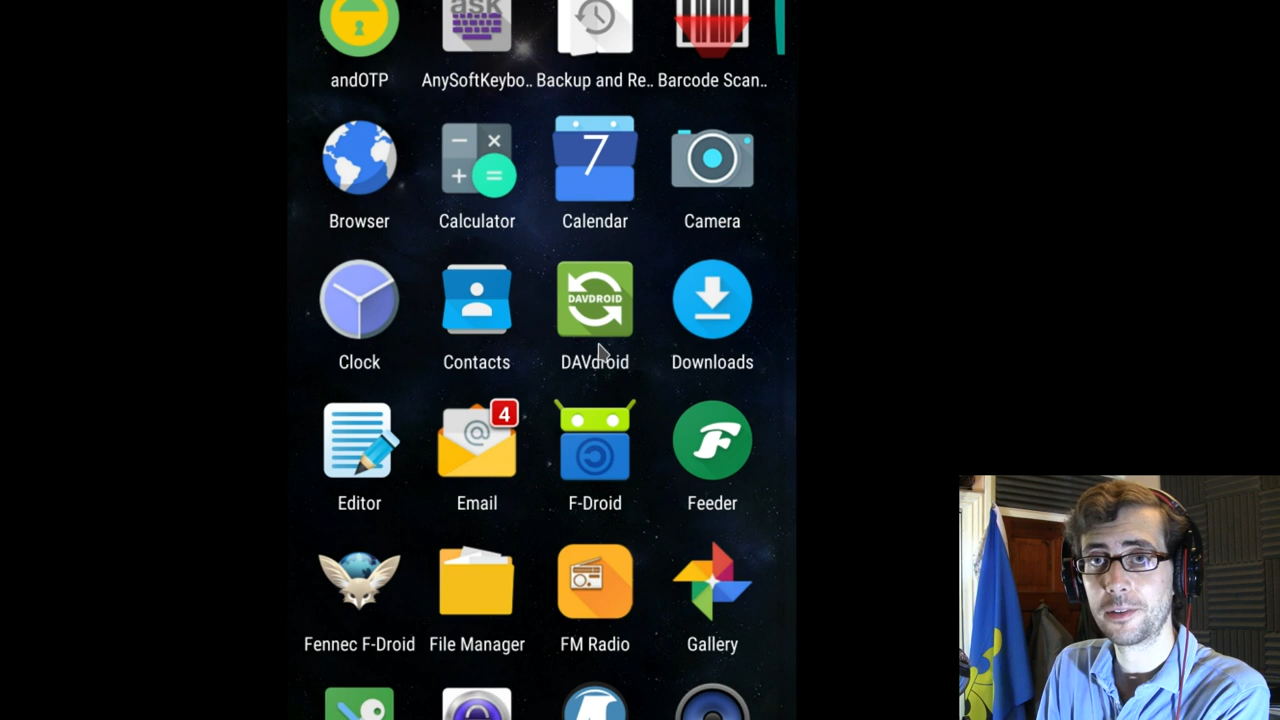 ask
andOTP AnySoftKeybo.. Backup and Re.. Barcode Scan..
7
Browser Calculator Calendar Camera
DAVDROID
Clock Contacts DAVdroid Downloads
4
@
Editor Email F-Droid Feeder
Fennec F-Droid File Manager FM Radio Gallery